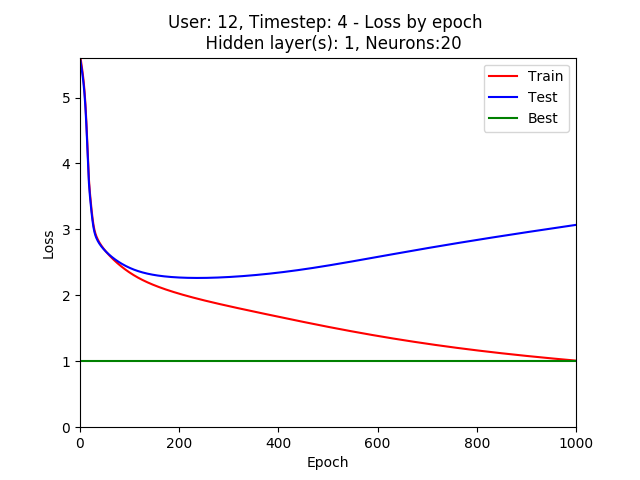 User: 12, Timestep: 4 - Loss by epoch
Hidden layer(s): 1, Neurons:20
Train
Test
Best
5
4
3
2
1
0
Loss
0 200 400 600 800 1000
Epoch